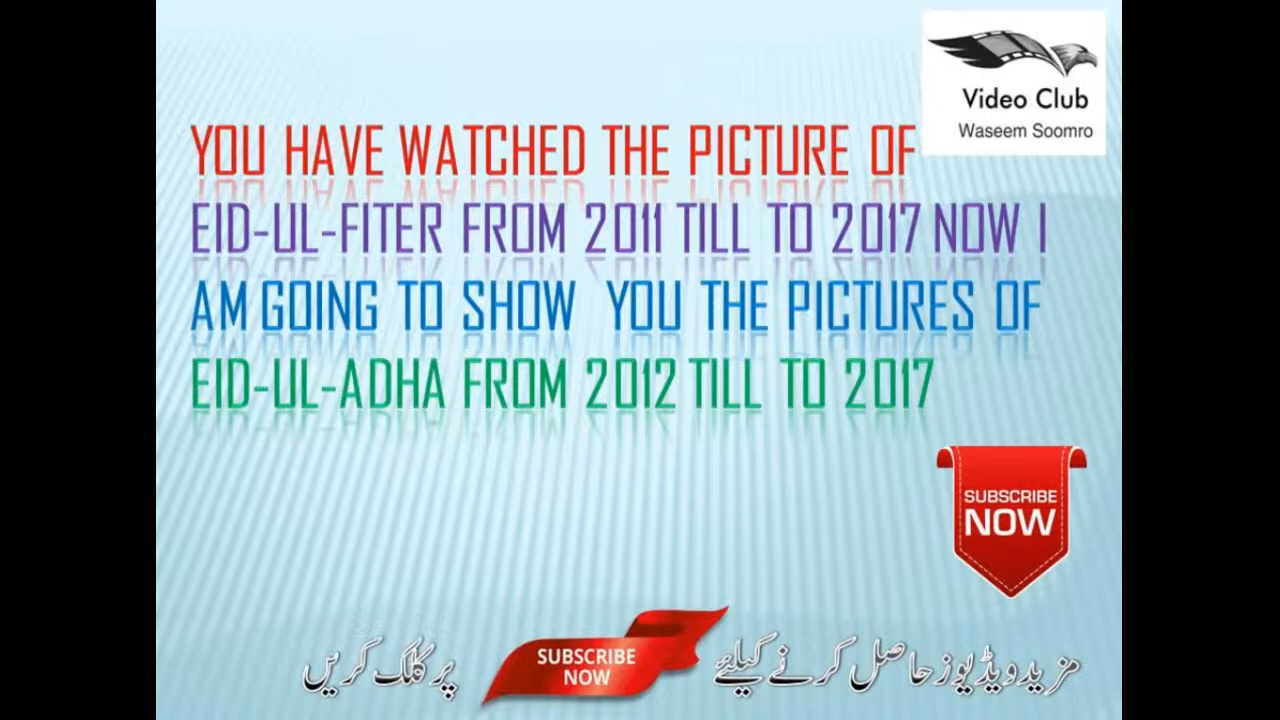 Video Club
Waseem Soomro
YOU HAVE WATCHED THE PICTURE OF
EID-UL-FITER FROM 2011 TILL TO 2017 NOW I
AM GOING TO SHOW YOU THE PICTURES OF
EID-UL-ADHA FROM 2012 TILL TO 2017
SUBSCRIBE
NOW
مزید ویڈیوز حاصل کرنے کیلئے
SUBSCRIBE
NOW
پر کلک کریں